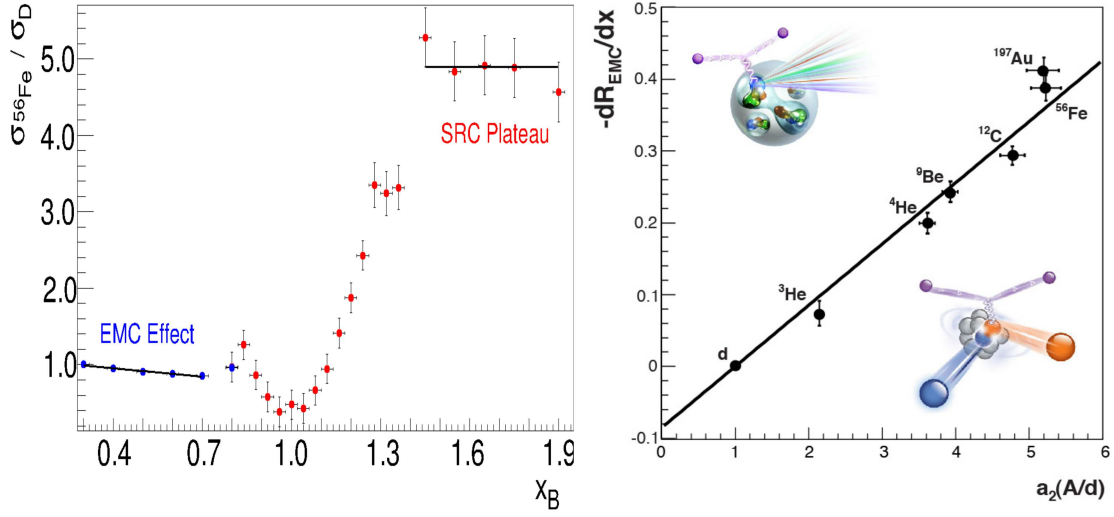 σ56Fe / σD
5.0
4.0
3.0
2.0
1.0
SRC Plateau
EMC Effect
0.4 0.7 1.0 1.3 1.6 1.9
XB
-dREMC/dx
0.5
0.4
0.3
0.2
0.1
0
-0.1
197Au
56Fe
12C
9Be
4He
3He
d
0 1 2 3 4 5 6
a2(A/d)